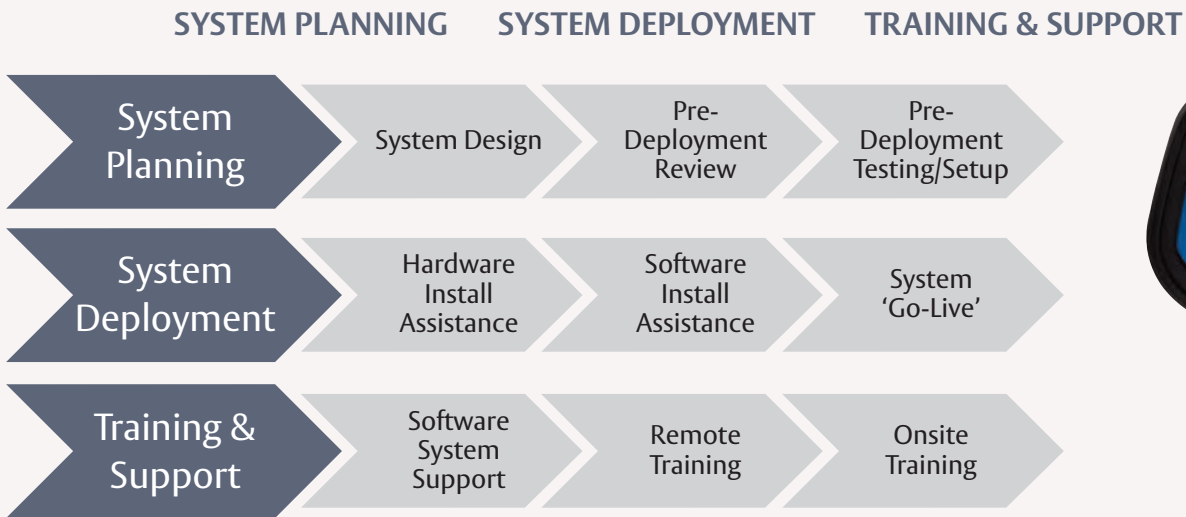 SYSTEM PLANNING SYSTEM DEPLOYMENT TRAINING & SUPPORT
System
Planning
System Design
Pre-
Deployment
Review
Pre-
Deployment
Testing/Setup
System
Deployment
Hardware
Install
Assistance
Software
Install
Assistance
System
‘Go-Live’
Training &
Support
Software
System
Support
Remote
Training
Onsite
Training